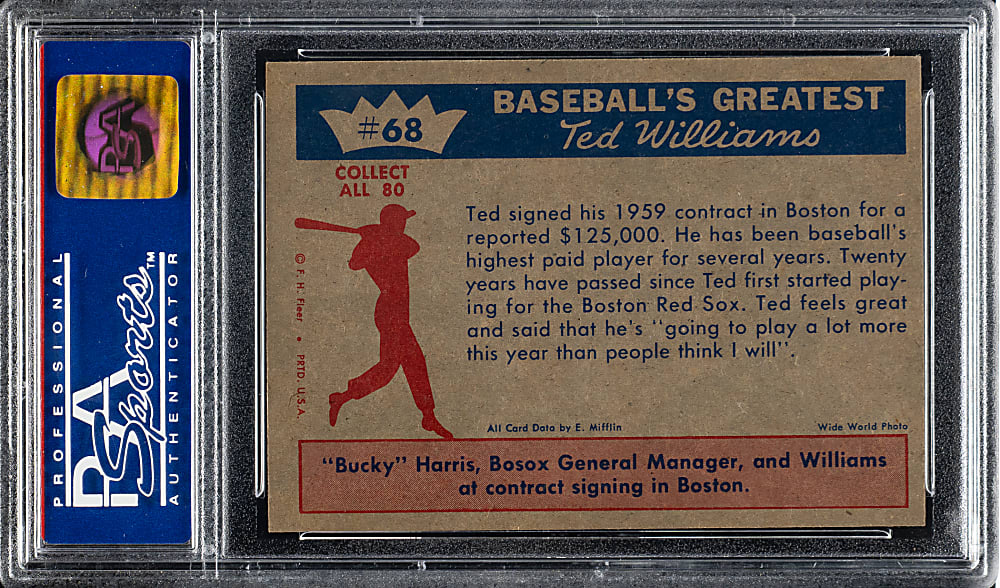 PSA
PROFESSIONAL
PSA
Sports™
AUTHENTICATOR
#68
BASEBALL'S GREATEST
Ted Williams
COLLECT
ALL 80
© F. H. Fleer • PRTD. U.S.A.
Ted signed his 1959 contract in Boston for a
reported $125,000. He has been baseball's
highest paid player for several years. Twenty
years have passed since Ted first started play-
ing for the Boston Red Sox. Ted feels great
and said that he's "going to play a lot more
this year than people think I will".
All Card Data by E. Mifflin
Wide World Photo
"Bucky" Harris, Bosox General Manager, and Williams
at contract signing in Boston.